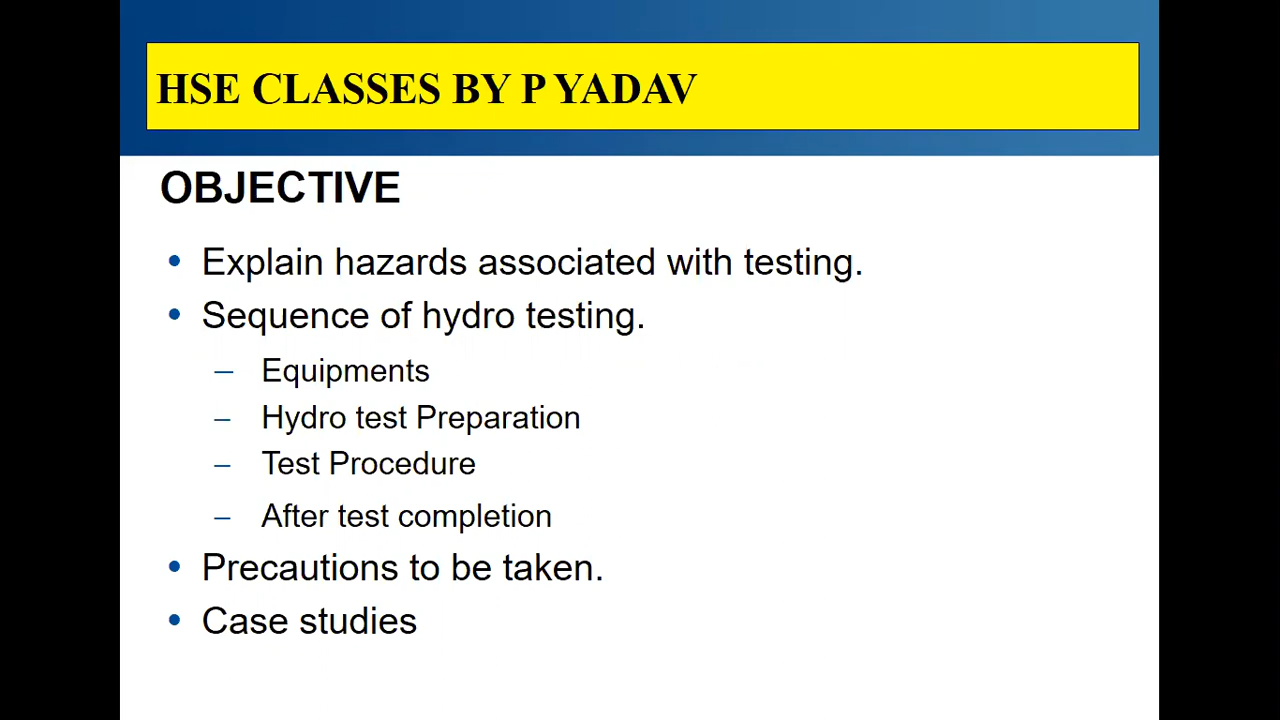 HSE CLASSES BY P YADAV
OBJECTIVE
• Explain hazards associated with testing.
• Sequence of hydro testing.
– Equipments
– Hydro test Preparation
– Test Procedure
– After test completion
• Precautions to be taken.
• Case studies